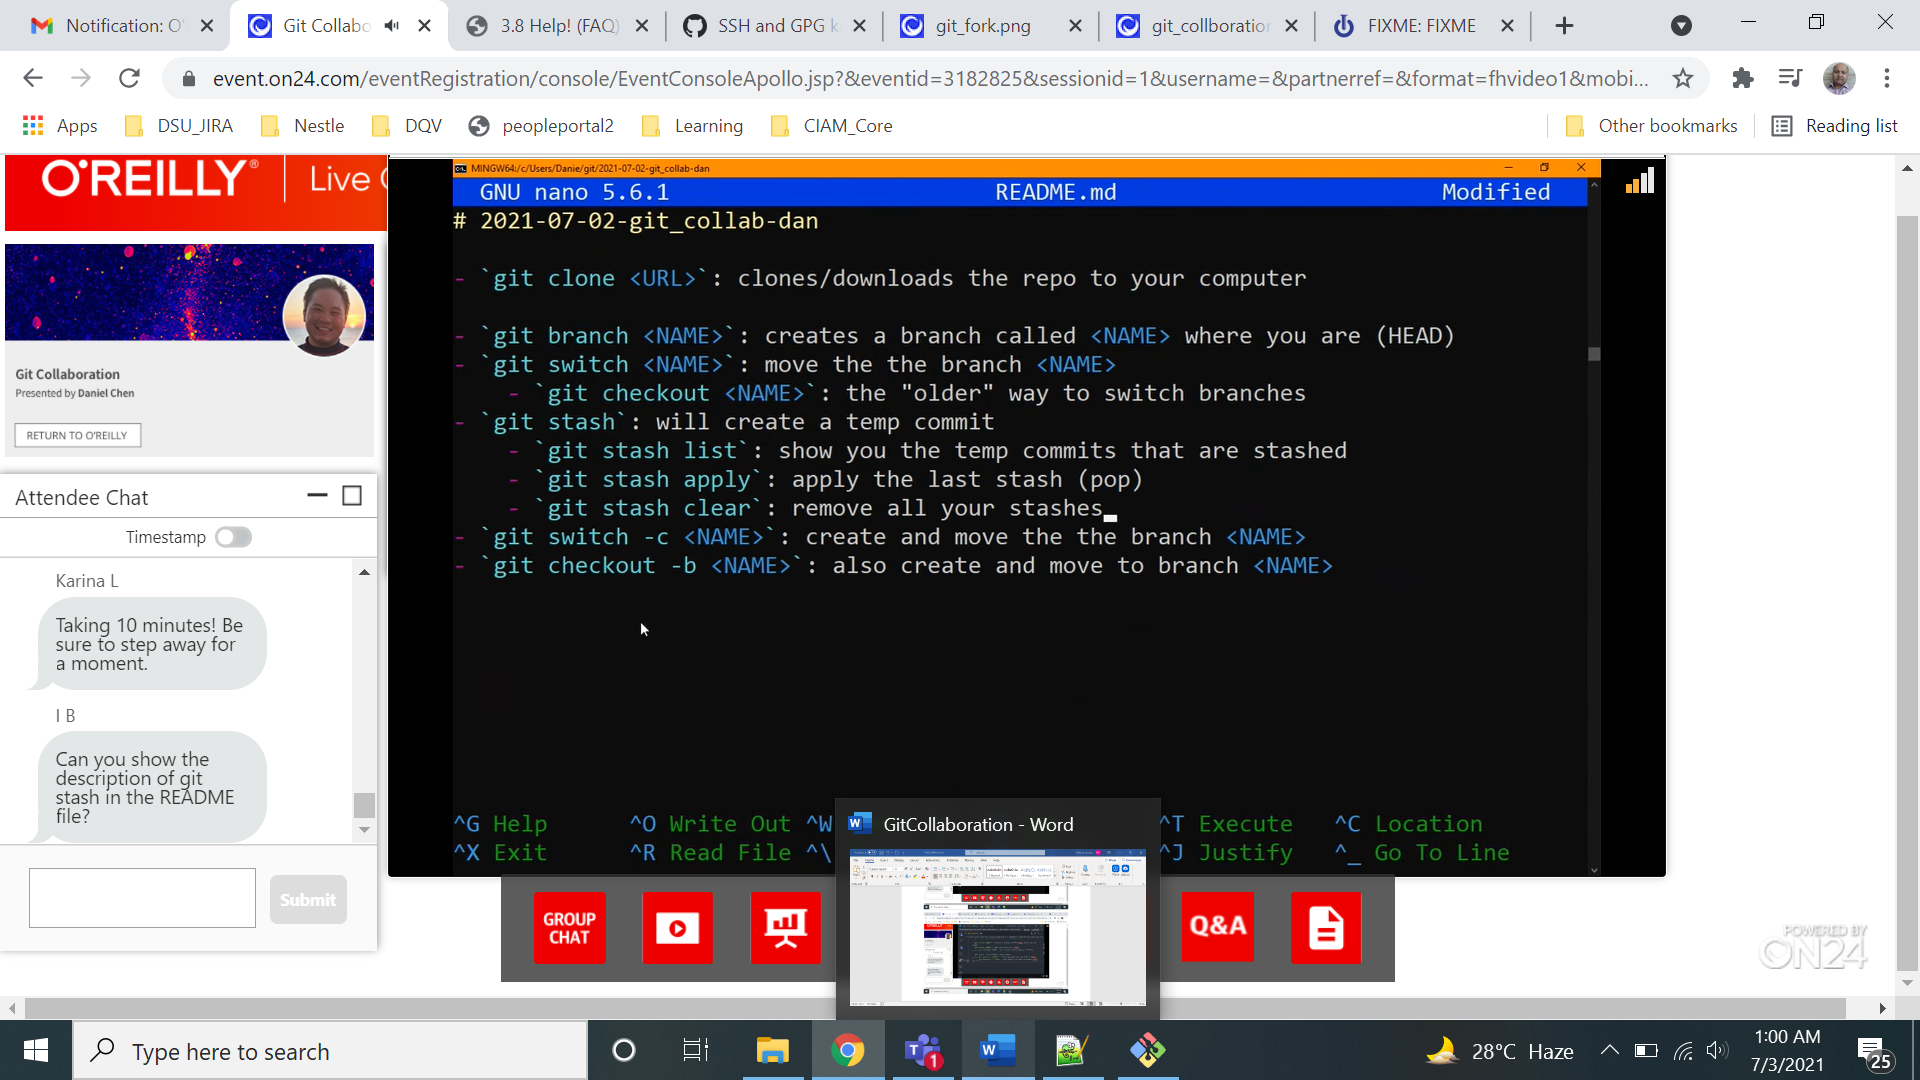 Notification: O'
Git Collabo
3.8 Help! (FAQ)
SSH and GPG k
git_fork.png
git_collboration
FIXME: FIXME
event.on24.com/eventRegistration/console/EventConsoleApollo.jsp?&eventid=3182825&sessionid=1&username=&partnerref=&format=fhvideo1&mobi...
Apps
DSU_JIRA
Nestle
DQV
peopleportal2
Learning
CIAM_Core
Other bookmarks
Reading list
O'REILLY® Live
Git Collaboration
Presented by Daniel Chen
RETURN TO O'REILLY
Attendee Chat
Timestamp
Karina L
Taking 10 minutes! Be
sure to step away for
a moment.
I B
Can you show the
description of git
stash in the README
file?
Submit
MINGW64:/c/Users/Danie/git/2021-07-02-git_collab-dan
GNU nano 5.6.1 README.md Modified
# 2021-07-02-git_collab-dan
- `git clone <URL>`: clones/downloads the repo to your computer
- `git branch <NAME>`: creates a branch called <NAME> where you are (HEAD)
- `git switch <NAME>`: move the the branch <NAME>
- `git checkout <NAME>`: the "older" way to switch branches
- `git stash`: will create a temp commit
- `git stash list`: show you the temp commits that are stashed
- `git stash apply`: apply the last stash (pop)
- `git stash clear`: remove all your stashes
- `git switch -c <NAME>`: create and move the the branch <NAME>
- `git checkout -b <NAME>`: also create and move to branch <NAME>
^G Help ^O Write Out ^W ^T Execute ^C Location
^X Exit ^R Read File ^\ ^J Justify ^_ Go To Line
GitCollaboration - Word
GROUP
CHAT
Q&A
POWERED BY
ON24
Type here to search
1
28°C Haze
1:00 AM
7/3/2021
25